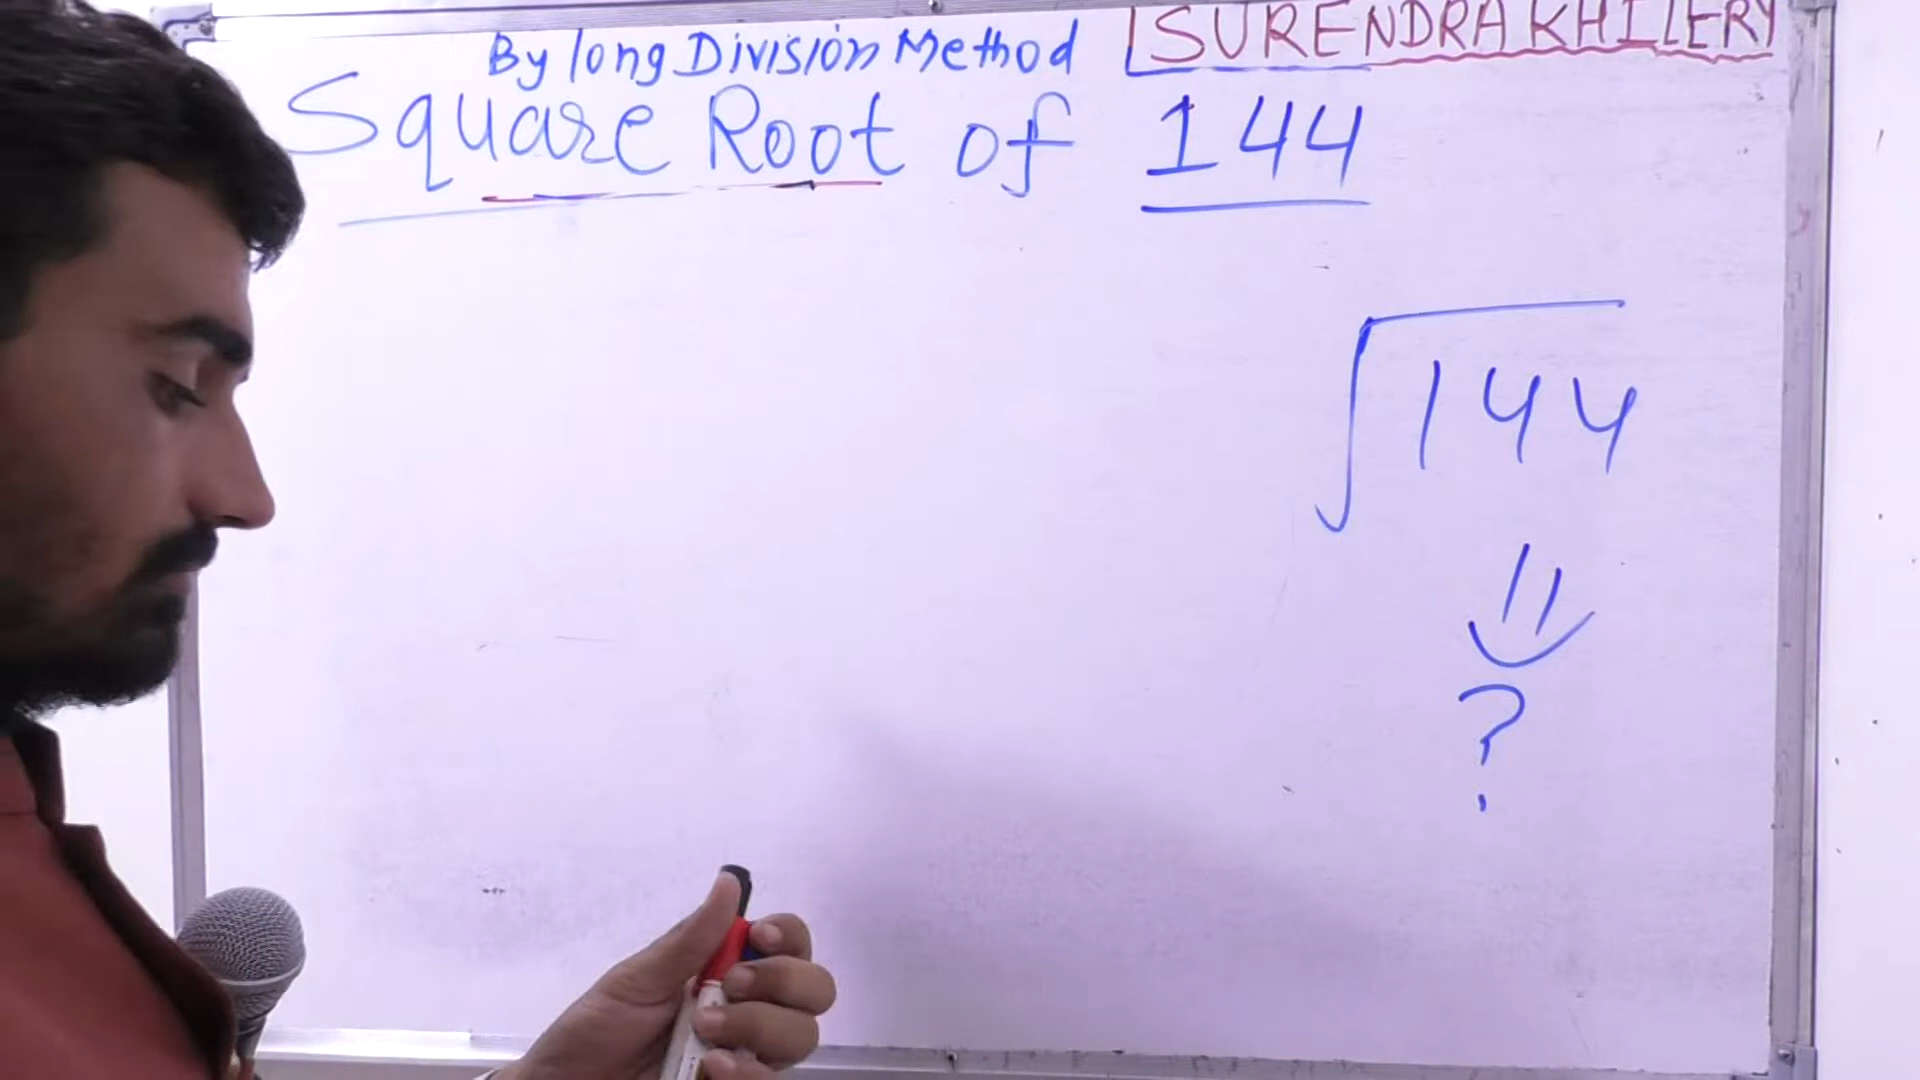 By long Division Method
SURENDRA KHILERY
Square Root of 144
√144
?